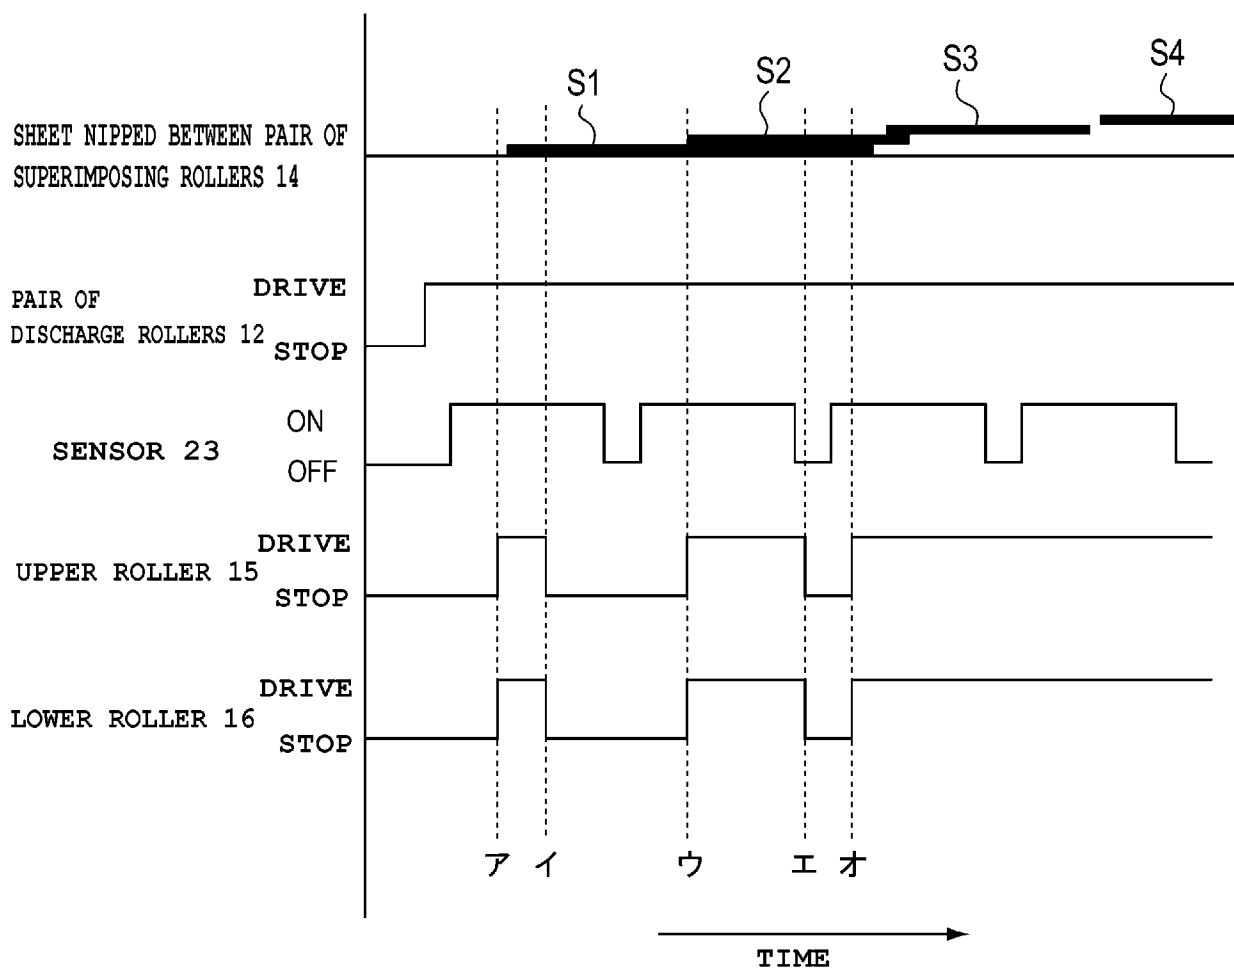 S1
S2
S3
S4
SHEET NIPPED BETWEEN PAIR OF
SUPERIMPOSING ROLLERS 14
DRIVE
PAIR OF
DISCHARGE ROLLERS 12
STOP
ON
SENSOR 23
OFF
DRIVE
UPPER ROLLER 15
STOP
DRIVE
LOWER ROLLER 16
STOP
ア イ ウ エ オ
TIME